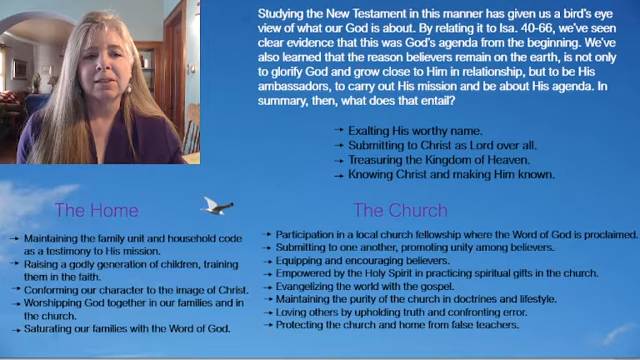 Studying the New Testament in this manner has given us a bird's eye
view of what our God is about. By relating it to Isa. 40-66, we've seen
clear evidence that this was God's agenda from the beginning. We've
also learned that the reason believers remain on the earth, is not only
to glorify God and grow close to Him in relationship, but to be His
ambassadors, to carry out His mission and be about His agenda. In
summary, then, what does that entail?
→ Exalting His worthy name.
→ Submitting to Christ as Lord over all.
→ Treasuring the Kingdom of Heaven.
→ Knowing Christ and making Him known.
The Home
→ Maintaining the family unit and household code
as a testimony to His mission.
→ Raising a godly generation of children, training
them in the faith.
→ Conforming our character to the image of Christ.
→ Worshipping God together in our families and in
the church.
→ Saturating our families with the Word of God.
The Church
→ Participation in a local church fellowship where the Word of God is proclaimed.
→ Submitting to one another, promoting unity among believers.
→ Equipping and encouraging believers.
→ Empowered by the Holy Spirit in practicing spiritual gifts in the church.
→ Evangelizing the world with the gospel.
→ Maintaining the purity of the church in doctrines and lifestyle.
→ Loving others by upholding truth and confronting error.
→ Protecting the church and home from false teachers.